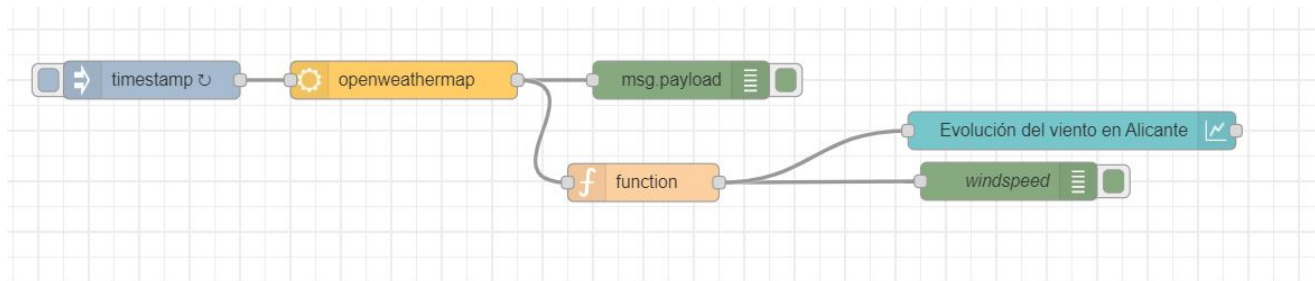 timestamp ↻
openweathermap
msg.payload
Evolución del viento en Alicante
function
windspeed